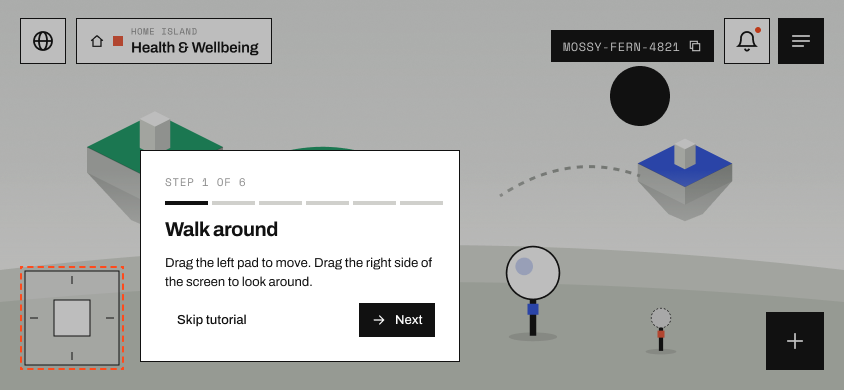 HOME ISLAND
Health & Wellbeing
MOSSY-FERN-4821
STEP 1 OF 6
Walk around
Drag the left pad to move. Drag the right side of
the screen to look around.
Skip tutorial
Next